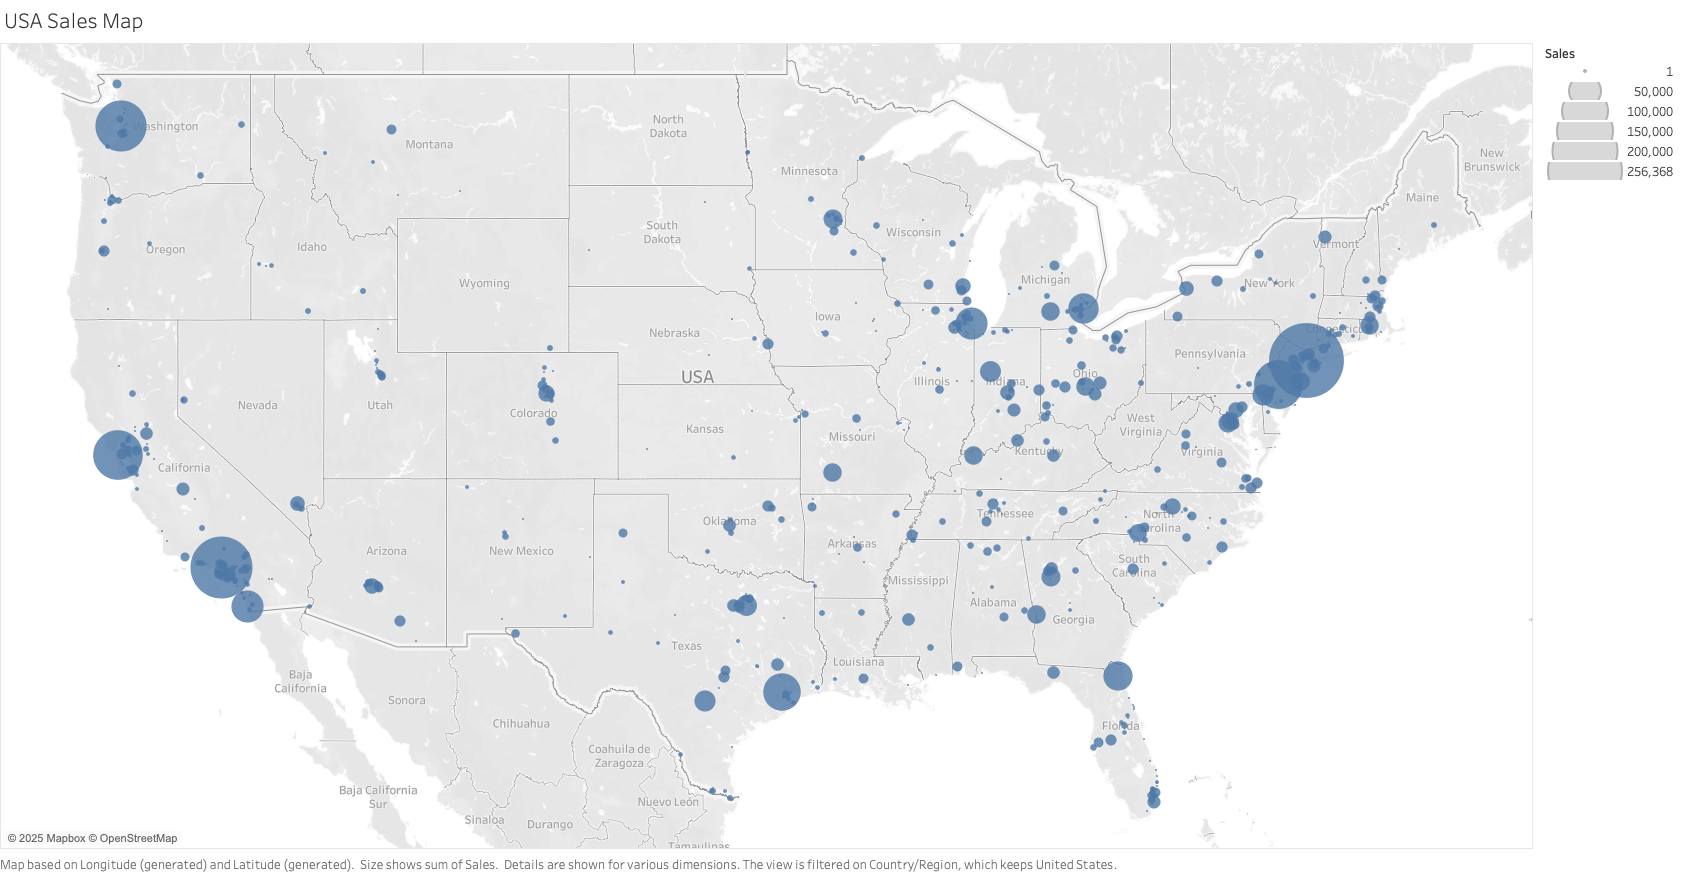 USA Sales Map
Sales
1
50,000
100,000
150,000
200,000
256,368
Washington
Montana
North
Dakota
Minnesota
New
Brunswick
Maine
Oregon
Idaho
South
Dakota
Wisconsin
Vermont
Wyoming
Michigan
New York
Nebraska
Iowa
Connecticut
Pennsylvania
USA
Illinois
Indiana
Ohio
Nevada
Utah
Colorado
Kansas
Missouri
West
Virginia
California
Kentucky
Virginia
Oklahoma
Tennessee
North
Carolina
Arizona
New Mexico
Arkansas
South
Carolina
Mississippi
Alabama
Georgia
Texas
Louisiana
Baja
California
Sonora
Chihuahua
Florida
Coahuila de
Zaragoza
Baja California
Sur
Nuevo León
Sinaloa
Durango
Tamaulipas
© 2025 Mapbox © OpenStreetMap
Map based on Longitude (generated) and Latitude (generated).  Size shows sum of Sales.  Details are shown for various dimensions. The view is filtered on Country/Region, which keeps United States.